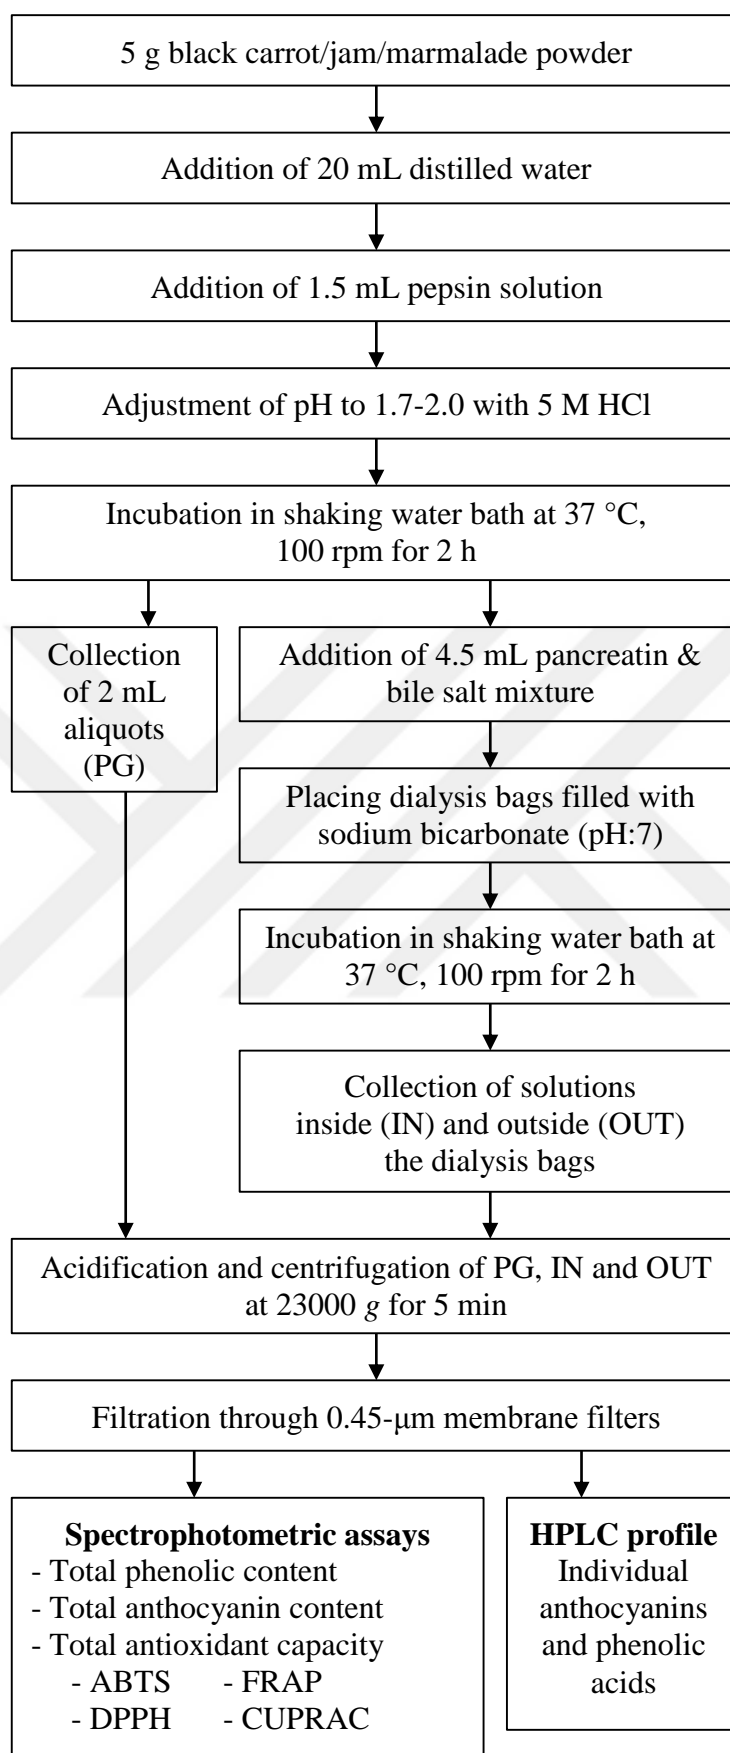 5 g black carrot/jam/marmalade powder
Addition of 20 mL distilled water
Addition of 1.5 mL pepsin solution
Adjustment of pH to 1.7-2.0 with 5 M HCl
Incubation in shaking water bath at 37 °C,
100 rpm for 2 h
Collection
of 2 mL
aliquots
(PG)
Addition of 4.5 mL pancreatin &
bile salt mixture
Placing dialysis bags filled with
sodium bicarbonate (pH:7)
Incubation in shaking water bath at
37 °C, 100 rpm for 2 h
Collection of solutions
inside (IN) and outside (OUT)
the dialysis bags
Acidification and centrifugation of PG, IN and OUT
at 23000 g for 5 min
Filtration through 0.45-μm membrane filters
Spectrophotometric assays
- Total phenolic content
- Total anthocyanin content
- Total antioxidant capacity
- ABTS - FRAP
- DPPH - CUPRAC
HPLC profile
Individual
anthocyanins
and phenolic
acids